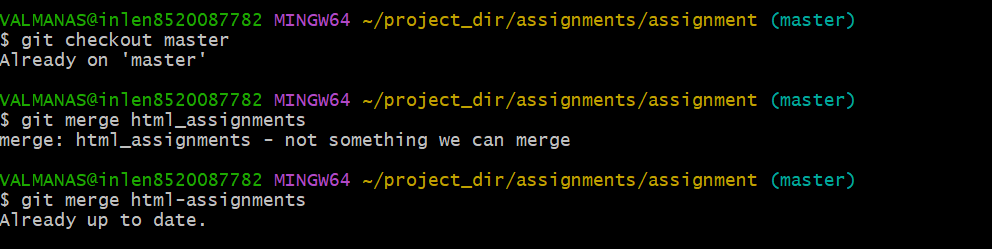 VALMANAS@inlen8520087782 MINGW64 ~/project_dir/assignments/assignment (master)
$ git checkout master
Already on 'master'
VALMANAS@inlen8520087782 MINGW64 ~/project_dir/assignments/assignment (master)
$ git merge html_assignments
merge: html_assignments - not something we can merge
VALMANAS@inlen8520087782 MINGW64 ~/project_dir/assignments/assignment (master)
$ git merge html-assignments
Already up to date.